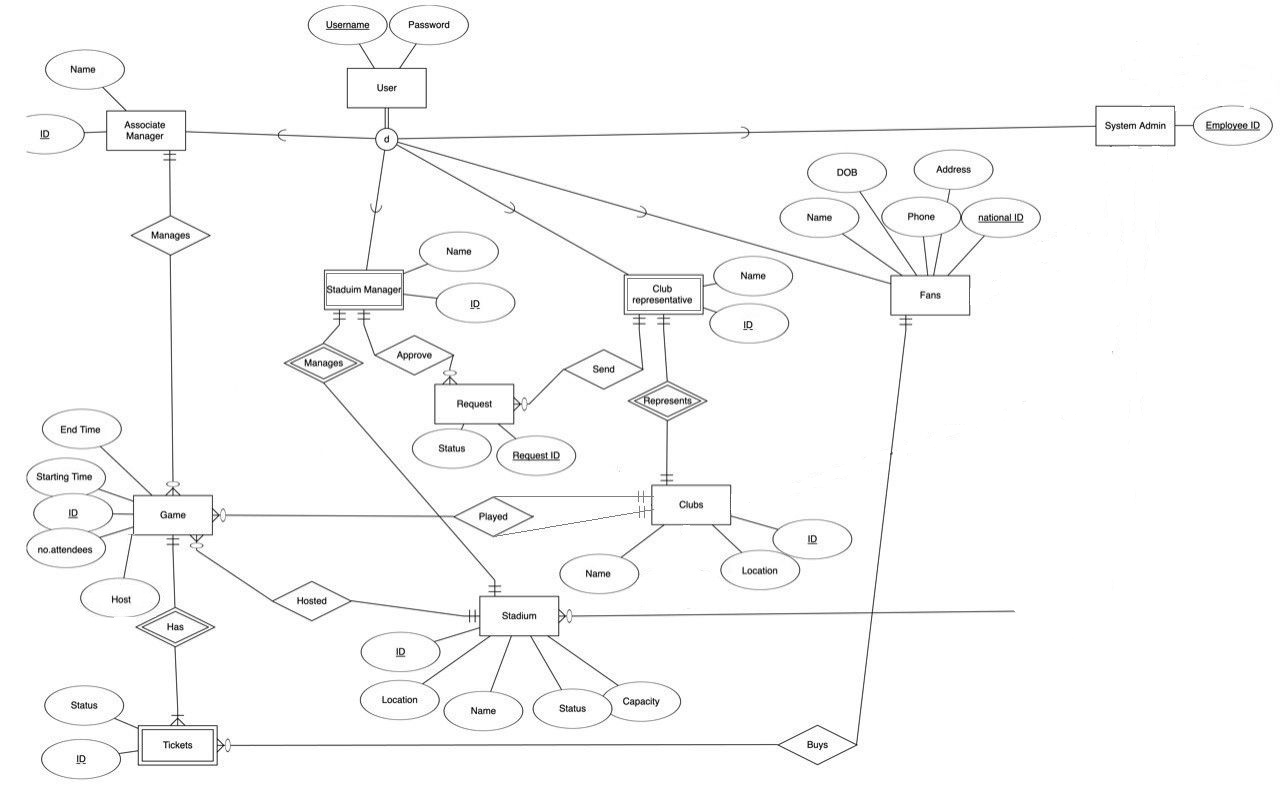 Username
Password
Name
User
Associate
Manager
ID
d
System Admin
Employee ID
DOB
Address
Name
Phone
national ID
Manages
Name
Staduim Manager
ID
Name
Club
representative
ID
Fans
Manages
Approve
Send
Request
Represents
Status
Request ID
End Time
Starting Time
ID
Game
no.attendees
Host
Played
Clubs
ID
Name
Location
Hosted
Stadium
Has
ID
Location
Name
Status
Capacity
Status
Tickets
ID
Buys